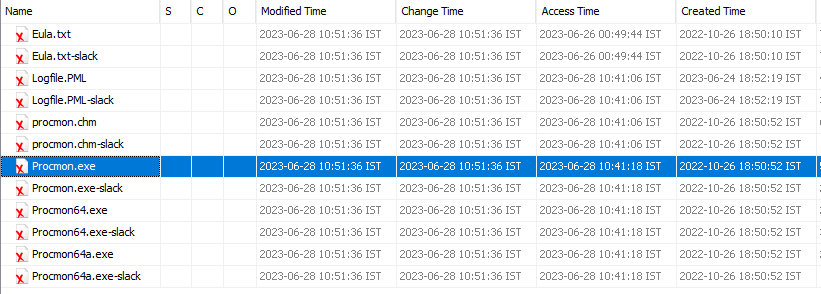 Name S C O Modified Time Change Time Access Time Created Time
Eula.txt 2023-06-28 10:51:36 IST 2023-06-28 10:51:36 IST 2023-06-26 00:49:44 IST 2022-10-26 18:50:10 IST
Eula.txt-slack 2023-06-28 10:51:36 IST 2023-06-28 10:51:36 IST 2023-06-26 00:49:44 IST 2022-10-26 18:50:10 IST
Logfile.PML 2023-06-28 10:51:36 IST 2023-06-28 10:51:36 IST 2023-06-28 10:41:06 IST 2023-06-24 18:52:19 IST
Logfile.PML-slack 2023-06-28 10:51:36 IST 2023-06-28 10:51:36 IST 2023-06-28 10:41:06 IST 2023-06-24 18:52:19 IST
procmon.chm 2023-06-28 10:51:36 IST 2023-06-28 10:51:36 IST 2023-06-28 10:41:06 IST 2022-10-26 18:50:10 IST
procmon.chm-slack 2023-06-28 10:51:36 IST 2023-06-28 10:51:36 IST 2023-06-28 10:41:06 IST 2022-10-26 18:50:10 IST
Procmon.exe 2023-06-28 10:51:36 IST 2023-06-28 10:51:36 IST 2023-06-28 10:41:18 IST 2022-10-26 18:50:52 IST
Procmon.exe-slack 2023-06-28 10:51:36 IST 2023-06-28 10:51:36 IST 2023-06-28 10:41:18 IST 2022-10-26 18:50:52 IST
Procmon64.exe 2023-06-28 10:51:36 IST 2023-06-28 10:51:36 IST 2023-06-28 10:41:18 IST 2022-10-26 18:50:52 IST
Procmon64.exe-slack 2023-06-28 10:51:36 IST 2023-06-28 10:51:36 IST 2023-06-28 10:41:18 IST 2022-10-26 18:50:52 IST
Procmon64a.exe 2023-06-28 10:51:36 IST 2023-06-28 10:51:36 IST 2023-06-28 10:41:18 IST 2022-10-26 18:50:52 IST
Procmon64a.exe-slack 2023-06-28 10:51:36 IST 2023-06-28 10:51:36 IST 2023-06-28 10:41:18 IST 2022-10-26 18:50:52 IST